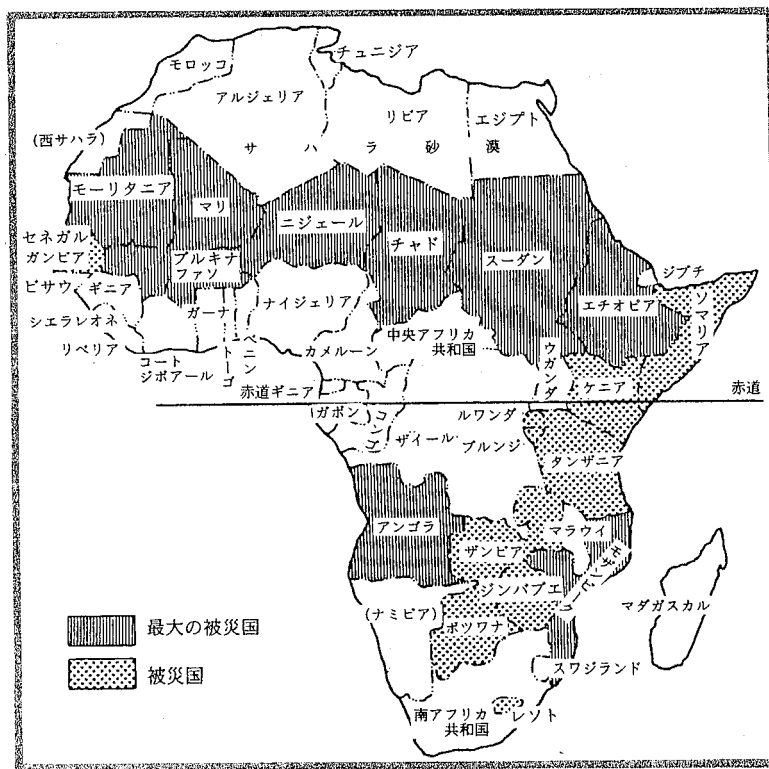 モロッコ
チュニジア
アルジェリア
リビア
エジプト
(西サハラ)
サハラ砂漠
モーリタニア
マリ
ニジェール
チャド
スーダン
セネガル
ガンビア
ブルキナ
ファソ
ジブチ
エチオピア
ソマリア
ビサウ
ギニア
ナイジェリア
ガーナ
シエラレオネ
リベリア
コート
ジボアール
トーゴ
ベニン
カメルーン
中央アフリカ
共和国
ウガンダ
ケニア
赤道ギニア
赤道
ガボン
コンゴ
ルワンダ
ザイール
ブルンジ
タンザニア
アンゴラ
マラウイ
ザンビア
モザンビーク
ジンバブエ
(ナミビア)
ボツワナ
マダガスカル
スワジランド
南アフリカ
共和国
レソト
最大の被災国
被災国